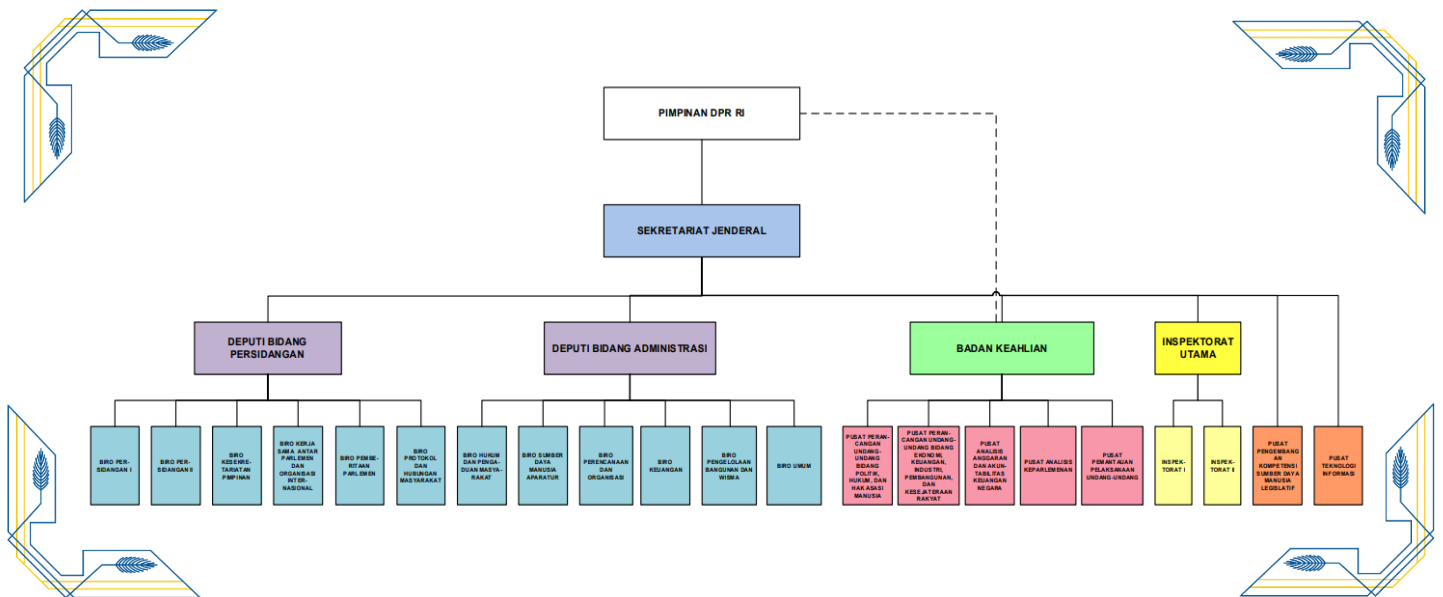 PIMPINAN DPR RI
SEKRETARIAT JENDERAL
DEPUTI BIDANG
PERSIDANGAN
DEPUTI BIDANG ADMINISTRASI
BADAN KEAHLIAN
INSPEKTORAT
UTAMA
BIRO PER-
SIDANGAN I
BIRO PER-
SIDANGAN II
BIRO
KESEKRE-
TARIATAN
PIMPINAN
BIRO KERJA
SAMA ANTAR
PARLEMEN
DAN
ORGANISASI
INTER-
NASIONAL
BIRO PEMBE-
RITAAN
PARLEMEN
BIRO
PROTOKOL
DAN
HUBUNGAN
MASYARAKAT
BIRO HUKUM
DAN PENGA-
DUAN MASYA-
RAKAT
BIRO SUMBER
DAYA
MANUSIA
APARATUR
BIRO
PERENCANAAN
DAN
ORGANISASI
BIRO
KEUANGAN
BIRO
PENGELOLAAN
BANGUNAN DAN
WISMA
BIRO UMUM
PUSAT PERAN-
CANGAN
UNDANG-
UNDANG
BIDANG
POLITIK,
HUKUM, DAN
HAK ASASI
MANUSIA
PUSAT PERAN-
CANGAN UNDANG-
UNDANG BIDANG
EKONOMI,
KEUANGAN,
INDUSTRI,
PEMBANGUNAN,
DAN
KESEJATERAAN
RAKYAT
PUSAT
ANALISIS
ANGGARAN
DAN AKUN-
TABILITAS
KEUANGAN
NEGARA
PUSAT ANALISIS
KEPARLEMENAN
PUSAT
PEMANTAUAN
PELAKSANAAN
UNDANG-UNDANG
INSPEK-
TORAT I
INSPEK-
TORAT II
PUSAT
PENGEMBANG
AN
KOMPETENSI
SUMBER DAYA
MANUSIA
LEGISLATIF
PUSAT
TEKNOLOGI
INFORMASI